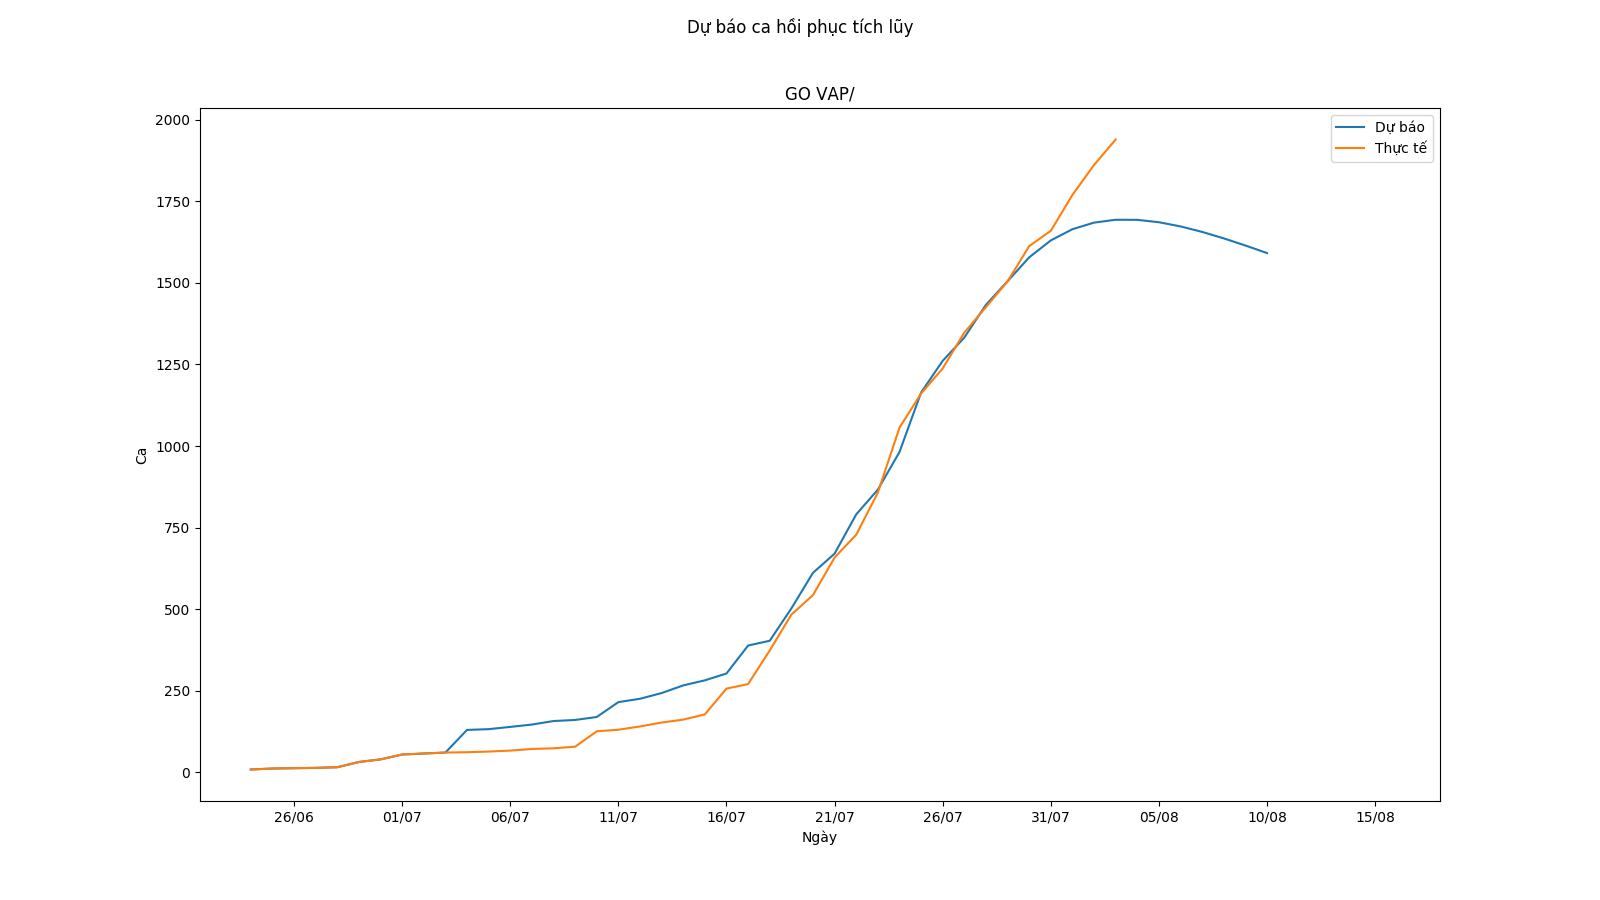 Dự báo ca hồi phục tích lũy
GO VAP/
2000
1750
1500
1250
1000
750
500
250
0
Ca
Dự báo
Thực tế
26/06 01/07 06/07 11/07 16/07 21/07 26/07 31/07 05/08 10/08 15/08
Ngày